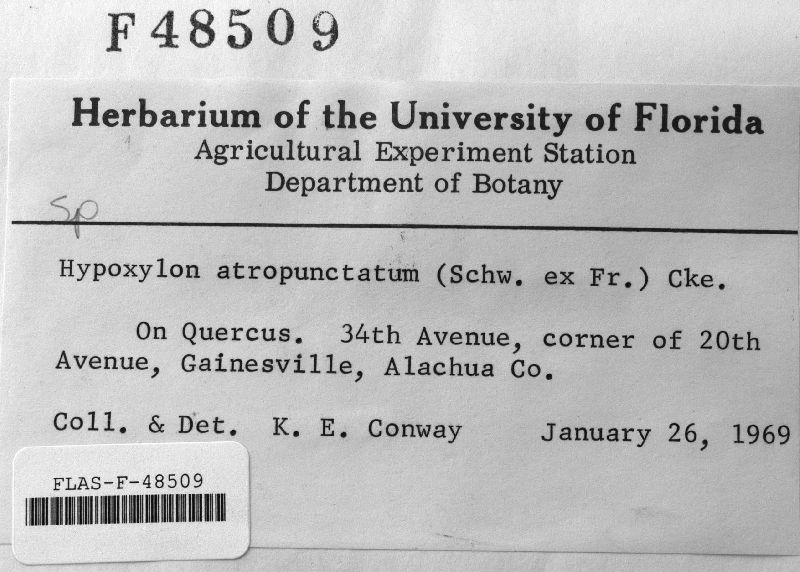 F48509
Herbarium of the University of Florida
Agricultural Experiment Station
Department of Botany
Sp
Hypoxylon atropunctatum (Schw. ex Fr.) Cke.
On Quercus. 34th Avenue, corner of 20th
Avenue, Gainesville, Alachua Co.
Coll. & Det. K. E. Conway January 26, 1969
FLAS-F-48509